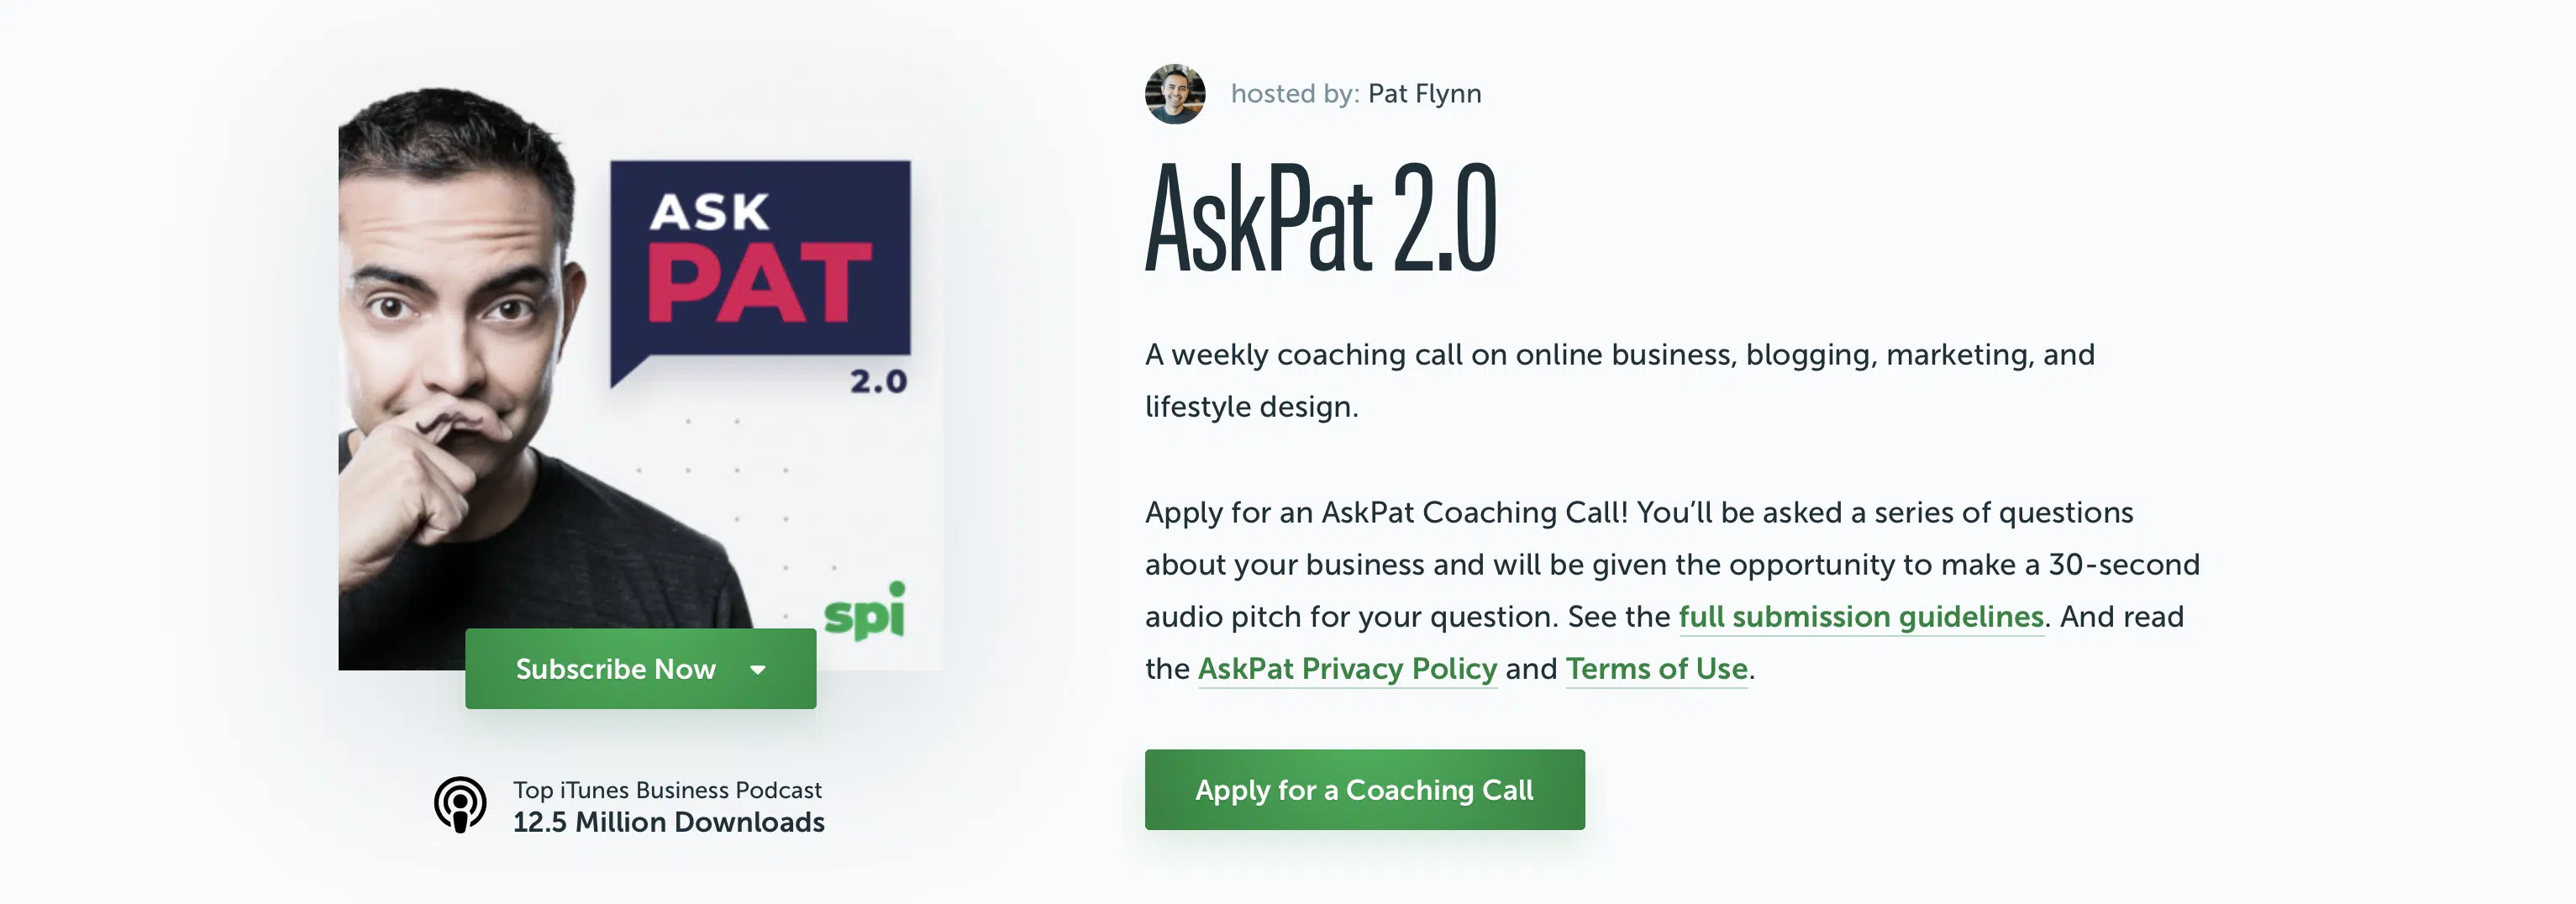 hosted by: Pat Flynn
AskPat 2.0
ASK
PAT
2.0
spi
Subscribe Now
Top iTunes Business Podcast
12.5 Million Downloads
A weekly coaching call on online business, blogging, marketing, and
lifestyle design.
Apply for an AskPat Coaching Call! You’ll be asked a series of questions
about your business and will be given the opportunity to make a 30-second
audio pitch for your question. See the full submission guidelines. And read
the AskPat Privacy Policy and Terms of Use.
Apply for a Coaching Call